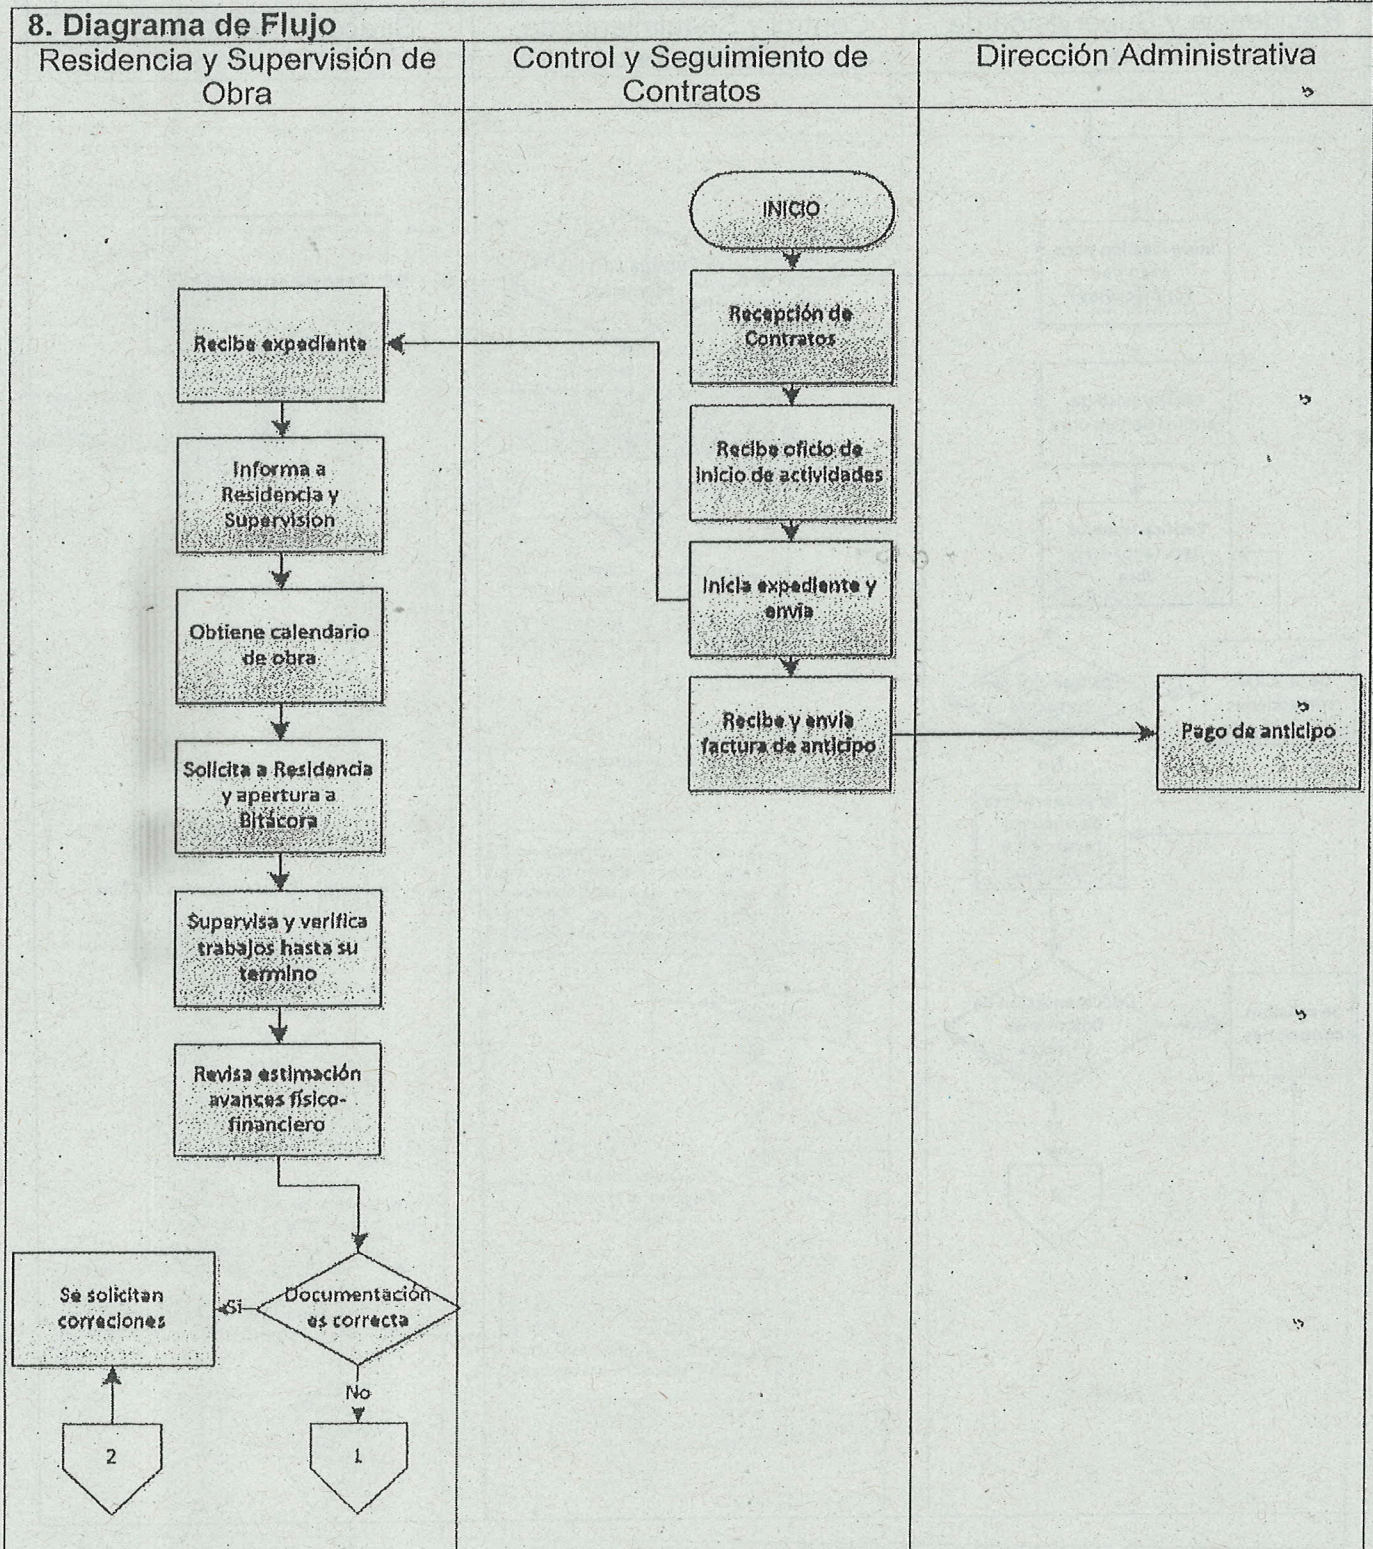 8. Diagrama de Flujo
Residencia y Supervisión de
Obra
Control y Seguimiento de
Contratos
Dirección Administrativa
INICIO
Recepción de
Contratos
Recibe oficio de
inicio de actividades
Inicia expediente y
envia
Recibe y envia
factura de anticipo
Pago de anticipo
Recibe expediente
Informa a
Residencia y
Supervision
Obtiene calendario
de obra
Solicita a Residencia
y apertura a
Bitácora
Supervisa y verifica
trabajos hasta su
termino
Revisa estimación
avances físico-
financiero
Documentación
es correcta
Si
No
Se solicitan
correciones
2
1